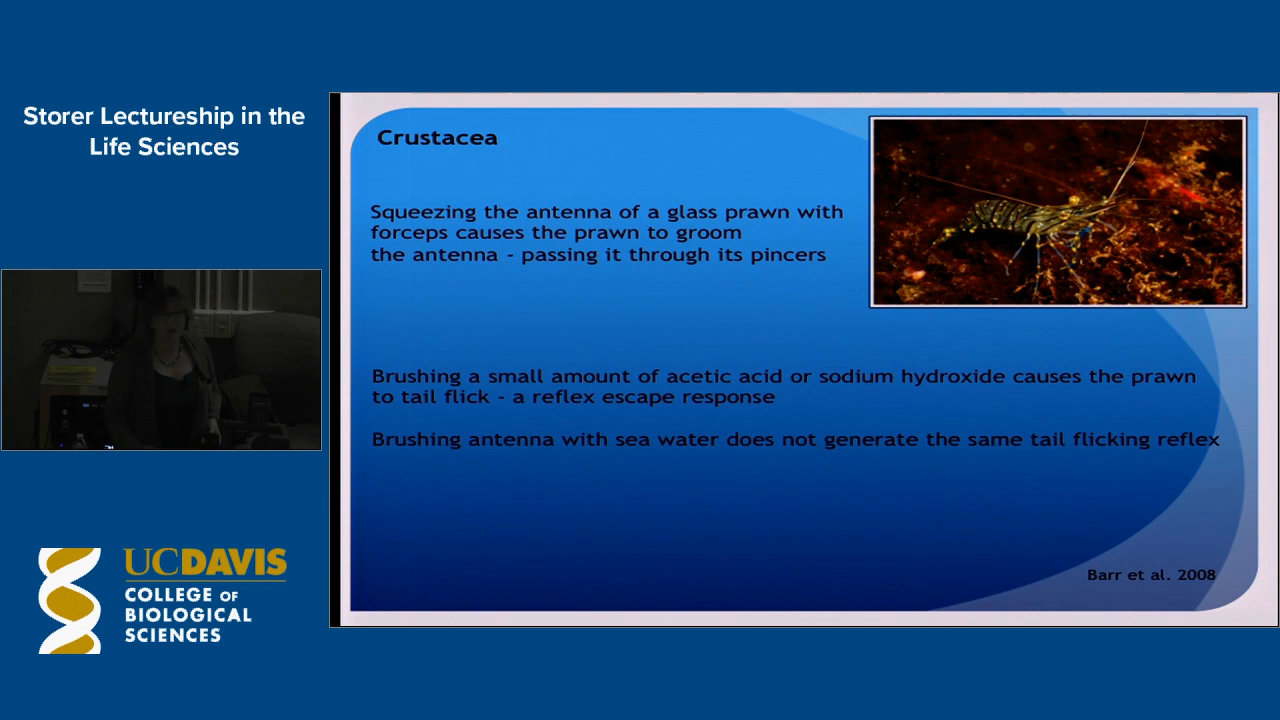 Storer Lectureship in the
Life Sciences
Crustacea
Squeezing the antenna of a glass prawn with
forceps causes the prawn to groom
the antenna - passing it through its pincers
Brushing a small amount of acetic acid or sodium hydroxide causes the prawn
to tail flick - a reflex escape response
Brushing antenna with sea water does not generate the same tail flicking reflex
Barr et al. 2008
UCDAVIS
COLLEGE OF
BIOLOGICAL
SCIENCES